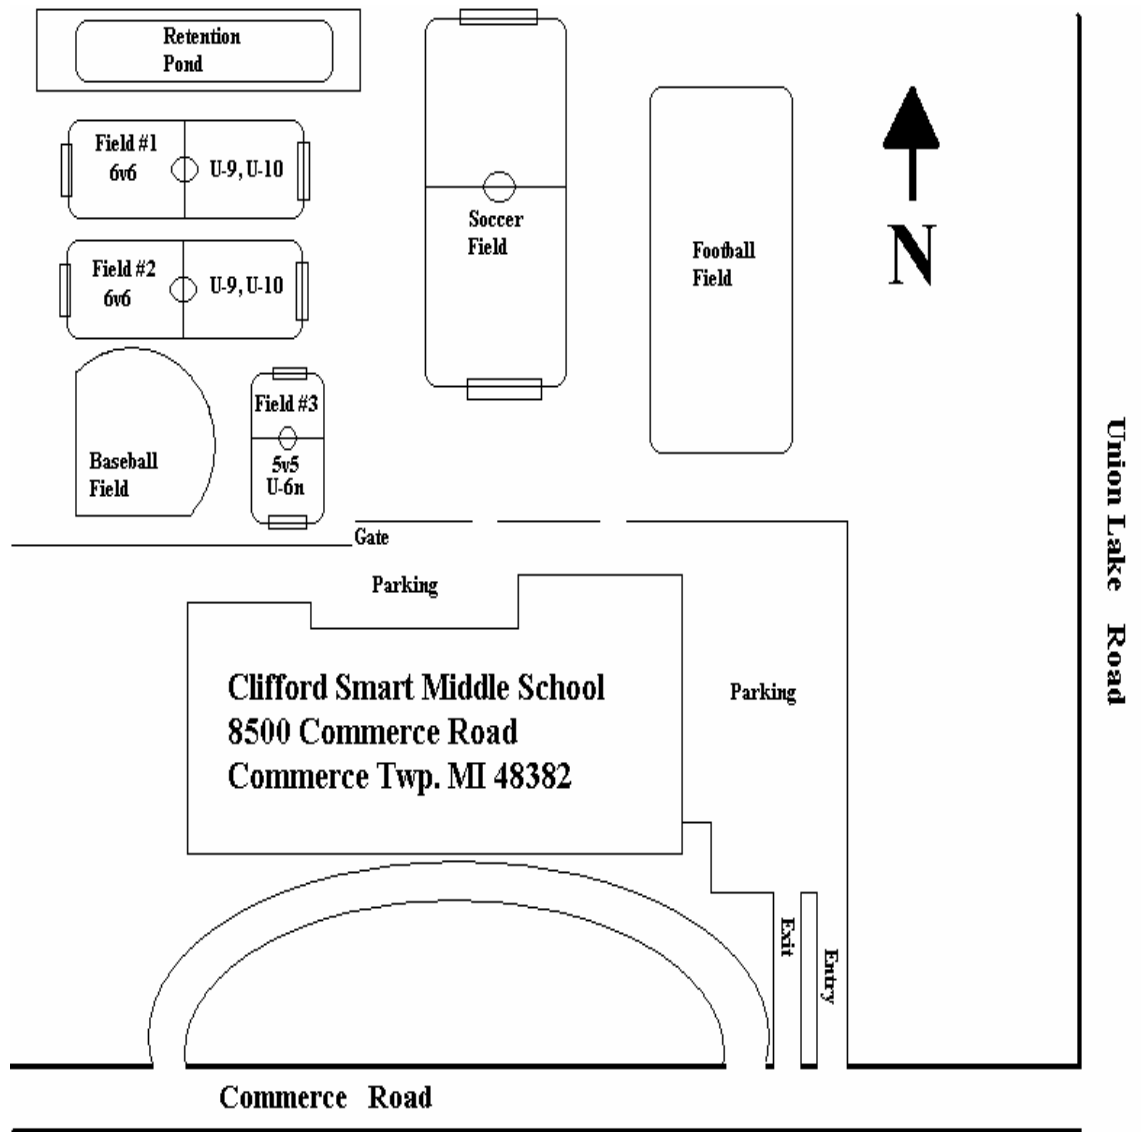 Retention
Pond
Field #1
6v6
U-9, U-10
Field #2
6v6
U-9, U-10
Soccer
Field
Football
Field
N
Field #3
5v5
U-6n
Baseball
Field
Gate
Parking
Clifford Smart Middle School
8500 Commerce Road
Commerce Twp. MI 48382
Parking
Union Lake Road
Exit
Entry
Commerce Road